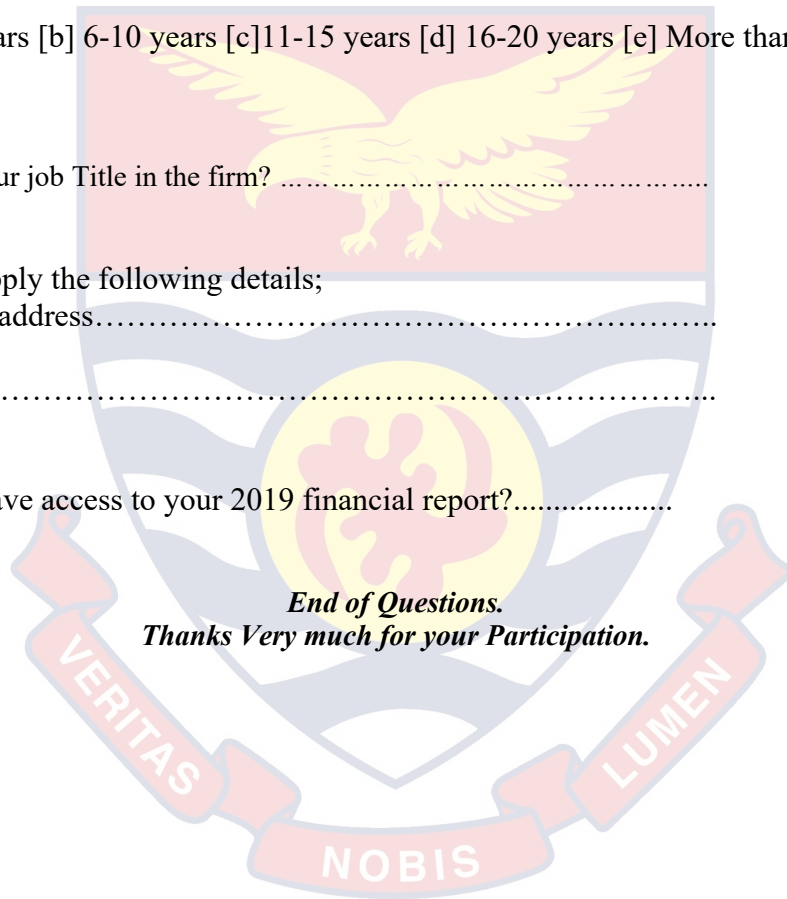 ars [b] 6-10 years [c]11-15 years [d] 16-20 years [e] More than
ur job Title in the firm? ………………………………………...
pply the following details;
address…………………………………………………..
…………………………………………………………...
ave access to your 2019 financial report?....................
End of Questions.
Thanks Very much for your Participation.
VERITAS
NOBIS
LUMEN